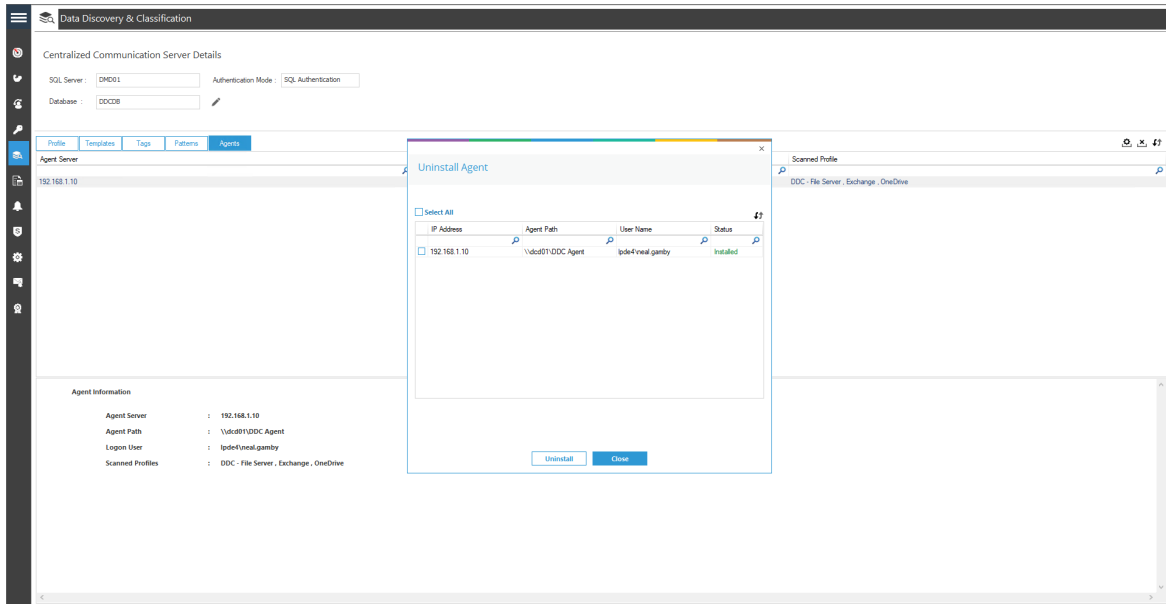 Data Discovery & Classification
Centralized Communication Server Details
SQL Server : DMD01 Authentication Mode : SQL Authentication
Database : DDCDB
Profile Templates Tags Patterns Agents
Agent Server Scanned Profile
192.168.1.10 DDC - File Server , Exchange , OneDrive
Uninstall Agent
Select All
IP Address Agent Path User Name Status
192.168.1.10 \\dcd01\DDC Agent lpde4\neal.gamby Installed
Uninstall Close
Agent Information
Agent Server : 192.168.1.10
Agent Path : \\dcd01\DDC Agent
Logon User : lpde4\neal.gamby
Scanned Profiles : DDC - File Server , Exchange , OneDrive